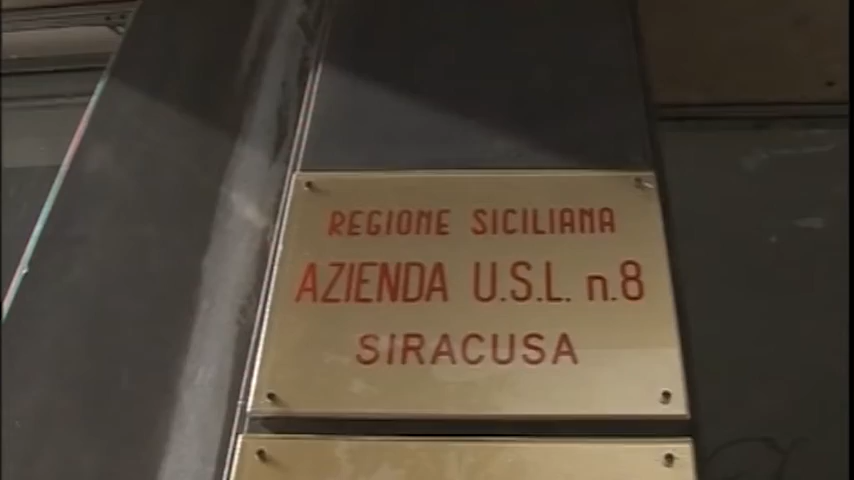 REGIONE SICILIANA
AZIENDA U.S.L. n.8
SIRACUSA